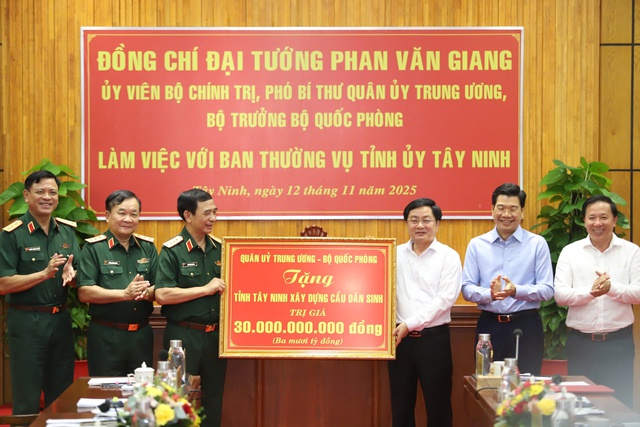 ĐỒNG CHÍ ĐẠI TƯỚNG PHAN VĂN GIANG
ỦY VIÊN BỘ CHÍNH TRỊ, PHÓ BÍ THƯ QUÂN ỦY TRUNG ƯƠNG,
BỘ TRƯỞNG BỘ QUỐC PHÒNG
LÀM VIỆC VỚI BAN THƯỜNG VỤ TỈNH ỦY TÂY NINH
Tây Ninh, ngày 12 tháng 11 năm 2025
QUÂN UỶ TRUNG ƯƠNG - BỘ QUỐC PHÒNG
Tặng
TỈNH TÂY NINH XÂY DỰNG CẦU DÂN SINH
TRỊ GIÁ
30.000.000.000 đồng
(Ba mươi tỷ đồng)